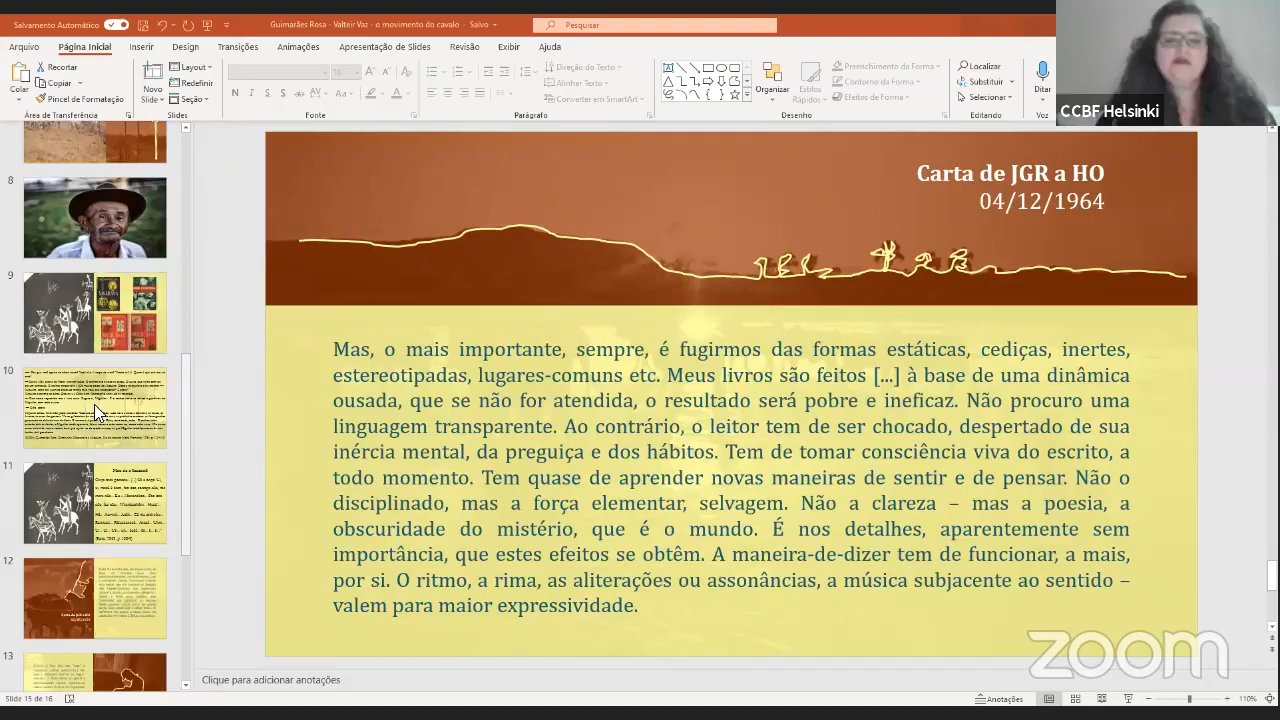 Salvamento Automático
Guimarães Rosa - Valteir Vaz - o movimento do cavalo - Salvo
Pesquisar
Arquivo
Página Inicial
Inserir
Design
Transições
Animações
Apresentação de Slides
Revisão
Exibir
Ajuda
Colar
Recortar
Copiar
Pincel de Formatação
Área de Transferência
Novo
Slide
Layout
Redefinir
Seção
Slides
16
N I S ab AV Aa A
Fonte
Direção do Texto
Alinhar Texto
Converter em SmartArt
Parágrafo
Organizar
Estilos
Rápidos
Preenchimento da Forma
Contorno da Forma
Efeitos de Forma
Desenho
Localizar
Substituir
Selecionar
Editando
Ditar
Voz
CCBF Helsinki
8
9
10
11
12
13
Carta de JGR a HO
04/12/1964
Mas, o mais importante, sempre, é fugirmos das formas estáticas, cediças, inertes,
estereotipadas, lugares-comuns etc. Meus livros são feitos [...] à base de uma dinâmica
ousada, que se não for atendida, o resultado será pobre e ineficaz. Não procuro uma
linguagem transparente. Ao contrário, o leitor tem de ser chocado, despertado de sua
inércia mental, da preguiça e dos hábitos. Tem de tomar consciência viva do escrito, a
todo momento. Tem quase de aprender novas maneiras de sentir e de pensar. Não o
disciplinado, mas a força elementar, selvagem. Não a clareza – mas a poesia, a
obscuridade do mistério, que é o mundo. É nos detalhes, aparentemente sem
importância, que estes efeitos se obtêm. A maneira-de-dizer tem de funcionar, a mais,
por si. O ritmo, a rima, as aliterações ou assonâncias, a música subjacente ao sentido –
valem para maior expressividade.
zoom
Clique para adicionar anotações
Slide 15 de 16
Anotações
110%